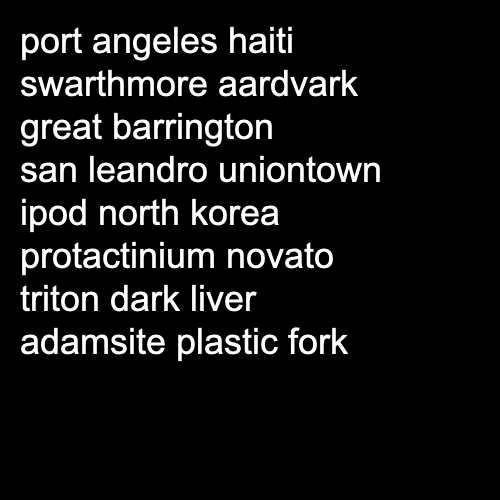 port angeles haiti
swarthmore aardvark
great barrington
san leandro uniontown
ipod north korea
protactinium novato
triton dark liver
adamsite plastic fork